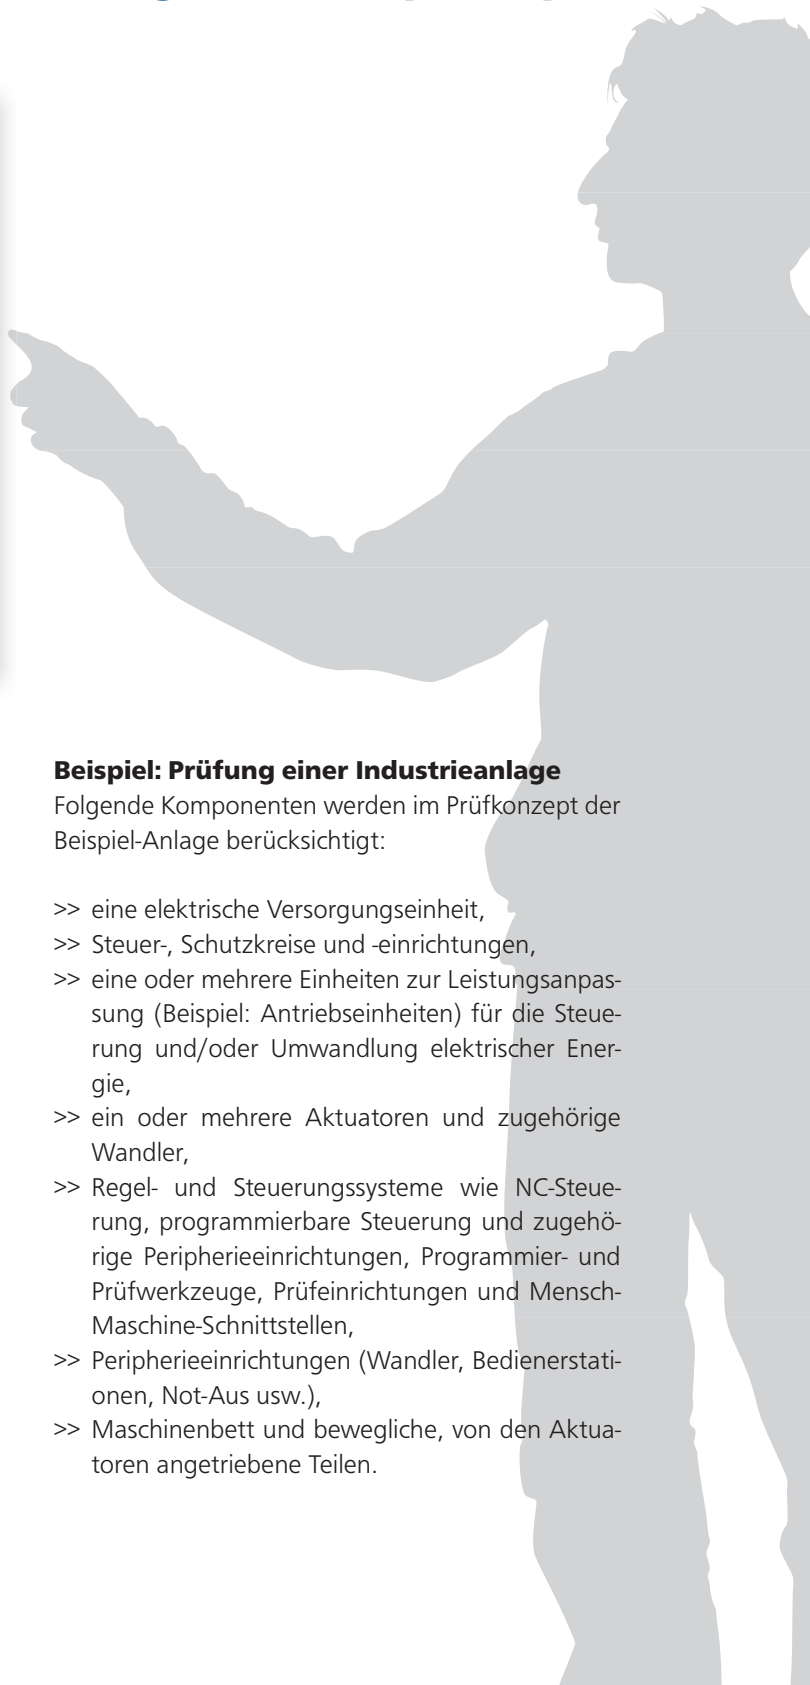 Beispiel: Prüfung einer Industrieanlage
Folgende Komponenten werden im Prüfkonzept der
Beispiel-Anlage berücksichtigt:
>> eine elektrische Versorgungseinheit,
>> Steuer-, Schutzkreise und -einrichtungen,
>> eine oder mehrere Einheiten zur Leistungsanpas-
sung (Beispiel: Antriebseinheiten) für die Steue-
rung und/oder Umwandlung elektrischer Ener-
gie,
>> ein oder mehrere Aktuatoren und zugehörige
Wandler,
>> Regel- und Steuerungssysteme wie NC-Steue-
rung, programmierbare Steuerung und zugehö-
rige Peripherieeinrichtungen, Programmier- und
Prüfwerkzeuge, Prüfeinrichtungen und Mensch-
Maschine-Schnittstellen,
>> Peripherieeinrichtungen (Wandler, Bedienerstati-
onen, Not-Aus usw.),
>> Maschinenbett und bewegliche, von den Aktua-
toren angetriebene Teilen.